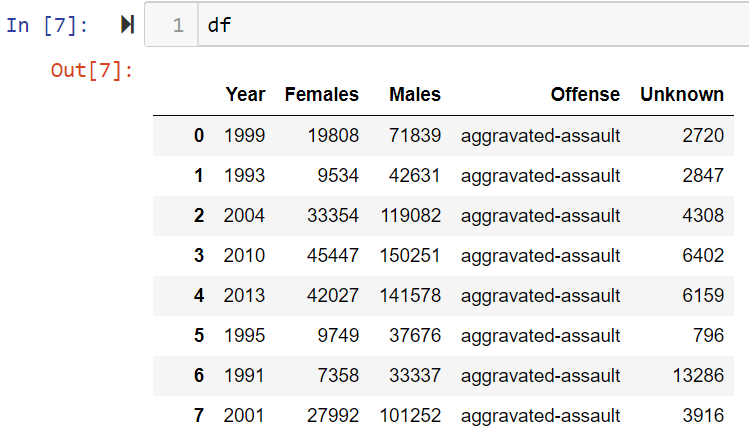 In [7]: 1 df
Out[7]:
Year Females Males Offense Unknown
0 1999 19808 71839 aggravated-assault 2720
1 1993 9534 42631 aggravated-assault 2847
2 2004 33354 119082 aggravated-assault 4308
3 2010 45447 150251 aggravated-assault 6402
4 2013 42027 141578 aggravated-assault 6159
5 1995 9749 37676 aggravated-assault 796
6 1991 7358 33337 aggravated-assault 13286
7 2001 27992 101252 aggravated-assault 3916